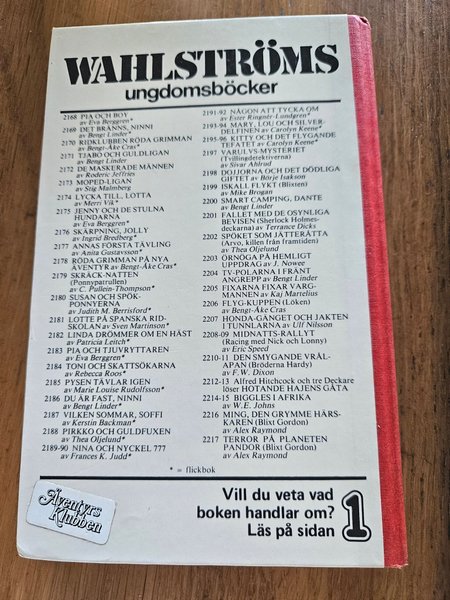 WAHLSTRÖMS
ungdomsböcker
2168 PIA OCH BOY
av Eva Berggren*
2169 DET BRÄNNS, NINNI
av Bengt Linder*
2170 RIDKLUBBEN RÖDA GRIMMAN
av Bengt-Åke Cras*
2171 TJABO OCH GULDLIGAN
av Bengt Linder
2172 DE MASKERADE MÄNNEN
av Roderic Jeffries
2173 MOPED-LIGAN
av Stig Malmberg
2174 LYCKA TILL, LOTTA
av Merri Vik*
2175 JENNY OCH DE STULNA
HUNDARNA
av Eva Berggren*
2176 SKÄRPNING, JOLLY
av Ingrid Bredberg*
2177 ANNAS FÖRSTA TÄVLING
av Anita Gustavsson*
2178 RÖDA GRIMMAN PÅ NYA
ÄVENTYR av Bengt-Åke Cras*
2179 SKRÄCK-NATTEN
(Ponnypatrullen)
av C. Pullein-Thompson*
2180 SUSAN OCH SPÖK-
PONNYERNA
av Judith M. Berrisford*
2181 LOTTE PÅ SPANSKA RID-
SKOLAN av Sven Martinson*
2182 LINDA DRÖMMER OM EN HÄST
av Patricia Leitch*
2183 PIA OCH TJUVRYTTAREN
av Eva Berggren*
2184 TONI OCH SKATTSÖKARNA
av Rebecca Roos*
2185 PYSEN TÄVLAR IGEN
av Marie Louise Rudolfsson*
2186 DU ÄR FAST, NINNI
av Bengt Linder*
2187 VILKEN SOMMAR, SOFFI
av Kerstin Backman*
2188 PIRKKO OCH GULDFUXEN
av Thea Oljelund*
2189-90 NINA OCH NYCKEL 777
av Frances K. Judd*
2191-92 NÅGON ATT TYCKA OM
av Ester Ringnér-Lundgren*
2193-94 MARY, LOU OCH SILVER-
DELFINEN av Carolyn Keene*
2195-96 KITTY OCH DET FLYGANDE
TEFATET av Carolyn Keene*
2197 VARULVS-MYSTERIET
(Tvillingdetektiverna)
av Sivar Ahlrud
2198 DOJJORNA OCH DET DÖDLIGA
GIFTET av Börje Isakson
2199 ISKALL FLYKT (Blixten)
av Mike Brogan
2200 SMART CAMPING, DANTE
av Bengt Linder
2201 FALLET MED DE OSYNLIGA
BEVISEN (Sherlock Holmes-
deckarna) av Terrance Dicks
2202 SPÖKET SOM JÄTTERÄTTA
(Arvo, killen från framtiden)
av Thea Oljelund
2203 ÖRNÖGA PÅ HEMLIGT
UPPDRAG av J. Nowee
2204 TV-POLARNA I FRÄNT
ANGREPP av Bengt Linder
2205 FIXARNA FIXAR VARG-
MANNEN av Kaj Martelius
2206 FLYG-KUPPEN (Loken)
av Bengt-Åke Cras
2207 HONDA-GÄNGET OCH JAKTEN
I TUNNLARNA av Ulf Nilsson
2208-09 MIDNATTS-RALLYT
(Racing med Nick och Lonny)
av Eric Speed
2210-11 DEN SMYGANDE VRÅL-
APAN (Bröderna Hardy)
av F.W. Dixon
2212-13 Alfred Hitchcock och tre Deckare
löser HOTANDE HAJENS GÅTA
2214-15 BIGGLES I AFRIKA
av W.E. Johns
2216 MING, DEN GRYMME HÄRS-
KAREN (Blixt Gordon)
av Alex Raymond
2217 TERROR PÅ PLANETEN
PANDOR (Blixt Gordon)
av Alex Raymond
* = flickbok
Äventyrs
Klubben
Vill du veta vad
boken handlar om?
Läs på sidan 1